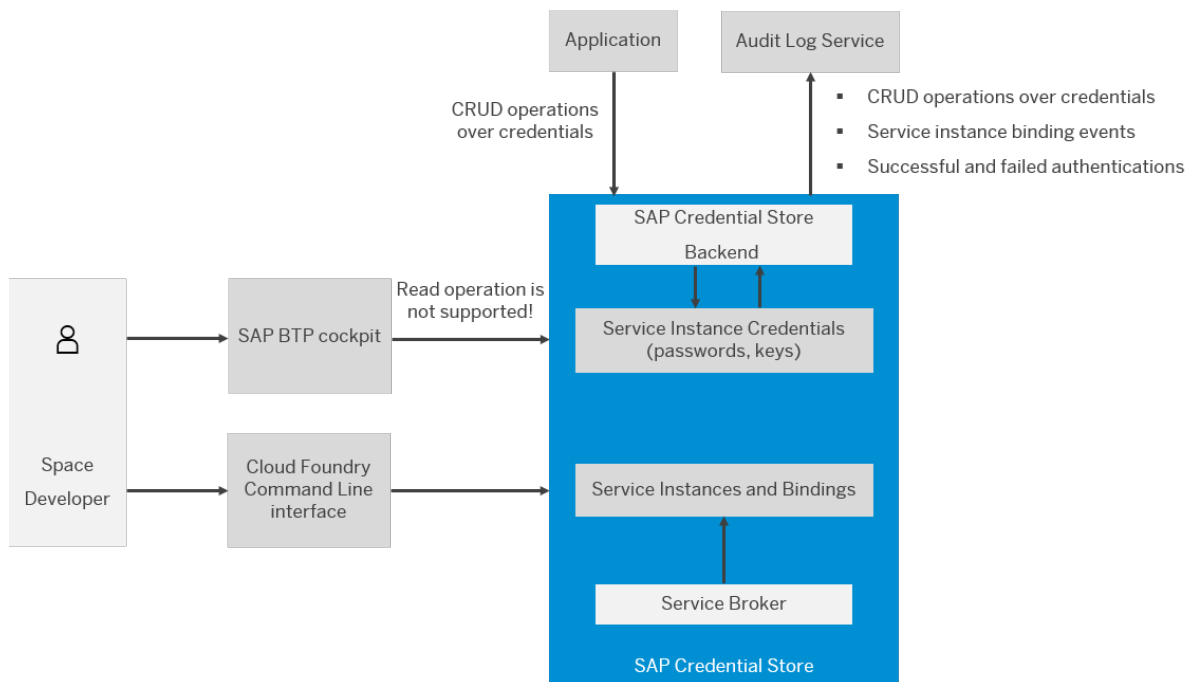 Application
Audit Log Service
CRUD operations
over credentials
▪ CRUD operations over credentials
▪ Service instance binding events
▪ Successful and failed authentications
SAP Credential Store
Backend
Read operation is
not supported!
SAP BTP cockpit
Service Instance Credentials
(passwords, keys)
Space
Developer
Cloud Foundry
Command Line
interface
Service Instances and Bindings
Service Broker
SAP Credential Store